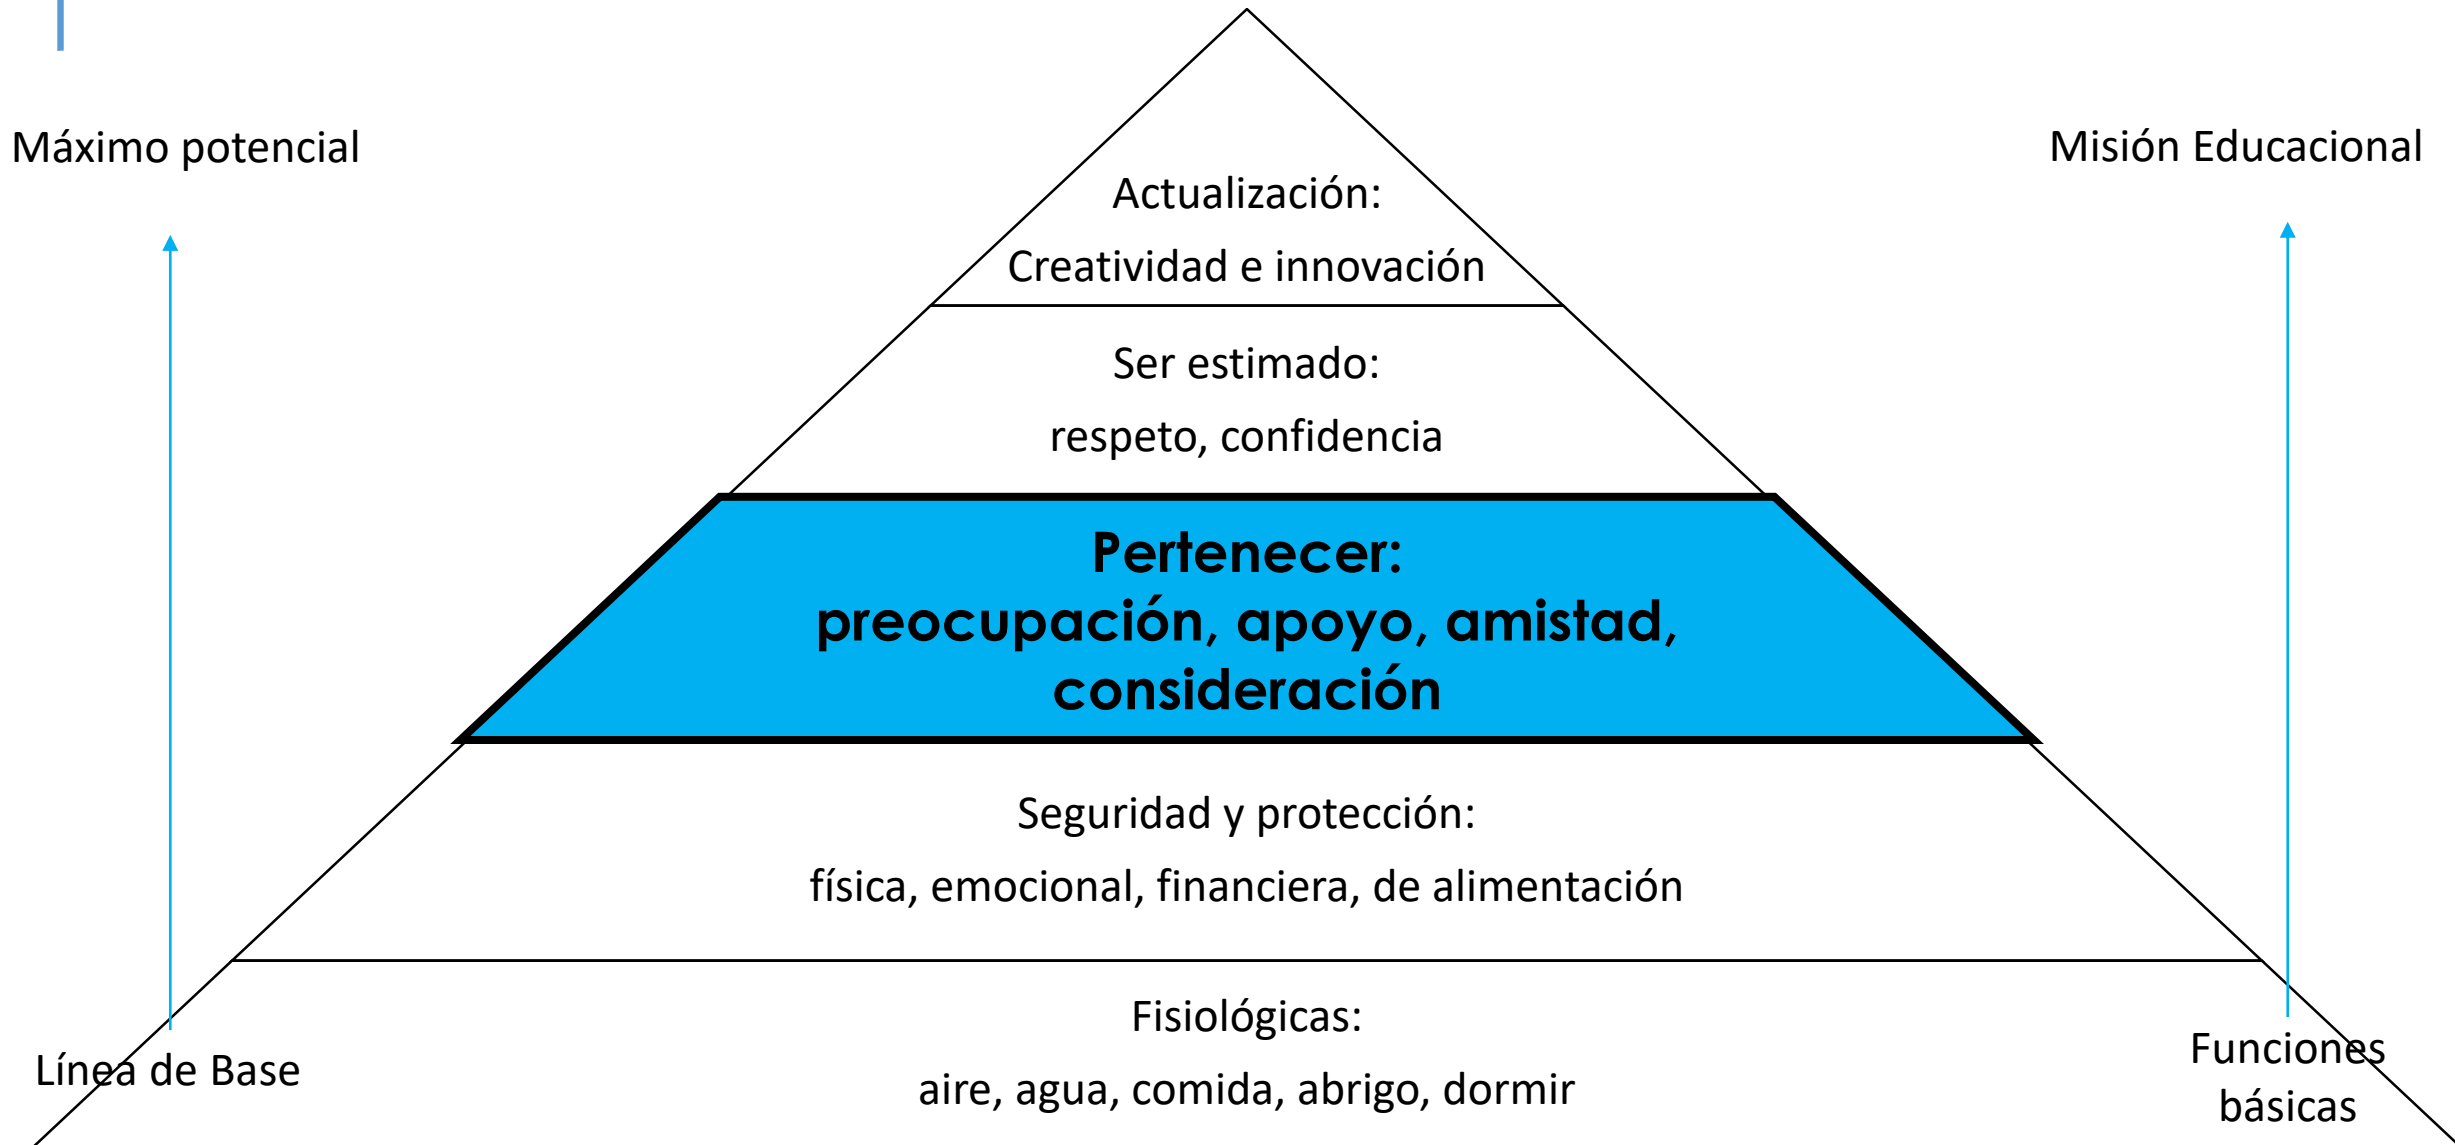 Máximo potencial
Misión Educacional
Actualización:
Creatividad e innovación
Ser estimado:
respeto, confidencia
Pertenecer:
preocupación, apoyo, amistad,
consideración
Seguridad y protección:
física, emocional, financiera, de alimentación
Fisiológicas:
aire, agua, comida, abrigo, dormir
Línea de Base
Funciones
básicas